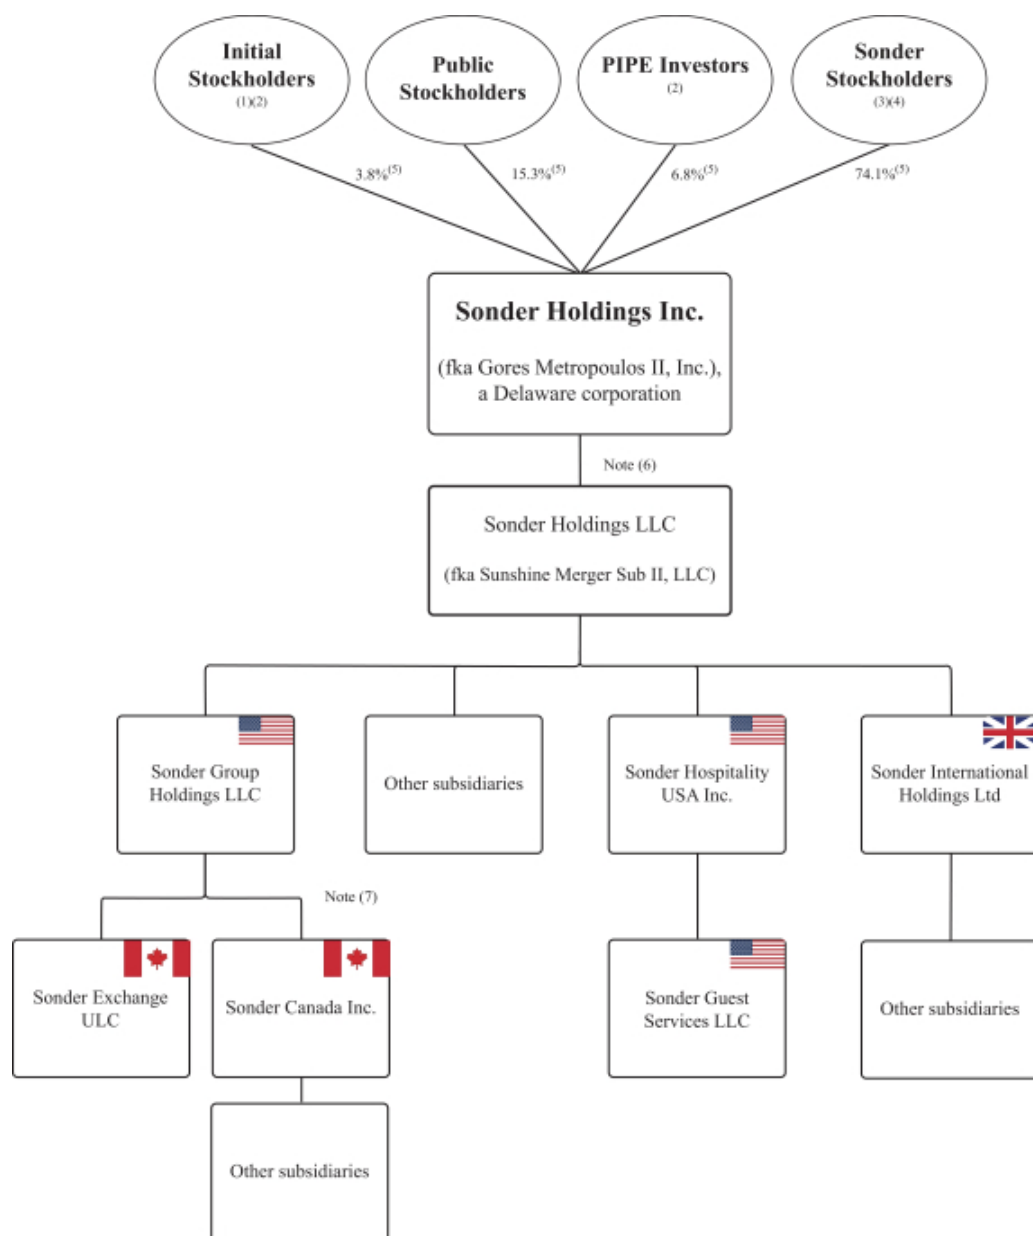 Initial
Stockholders
(1)(2)
Public
Stockholders
PIPE Investors
(2)
Sonder
Stockholders
(3)(4)
3.8%(5)
15.3%(5)
6.8%(5)
74.1%(5)
Sonder Holdings Inc.
(fka Gores Metropoulos II, Inc.),
a Delaware corporation
Note (6)
Sonder Holdings LLC
(fka Sunshine Merger Sub II, LLC)
Sonder Group
Holdings LLC
Other subsidiaries
Sonder Hospitality
USA Inc.
Sonder International
Holdings Ltd
Note (7)
Sonder Exchange
ULC
Sonder Canada Inc.
Sonder Guest
Services LLC
Other subsidiaries
Other subsidiaries